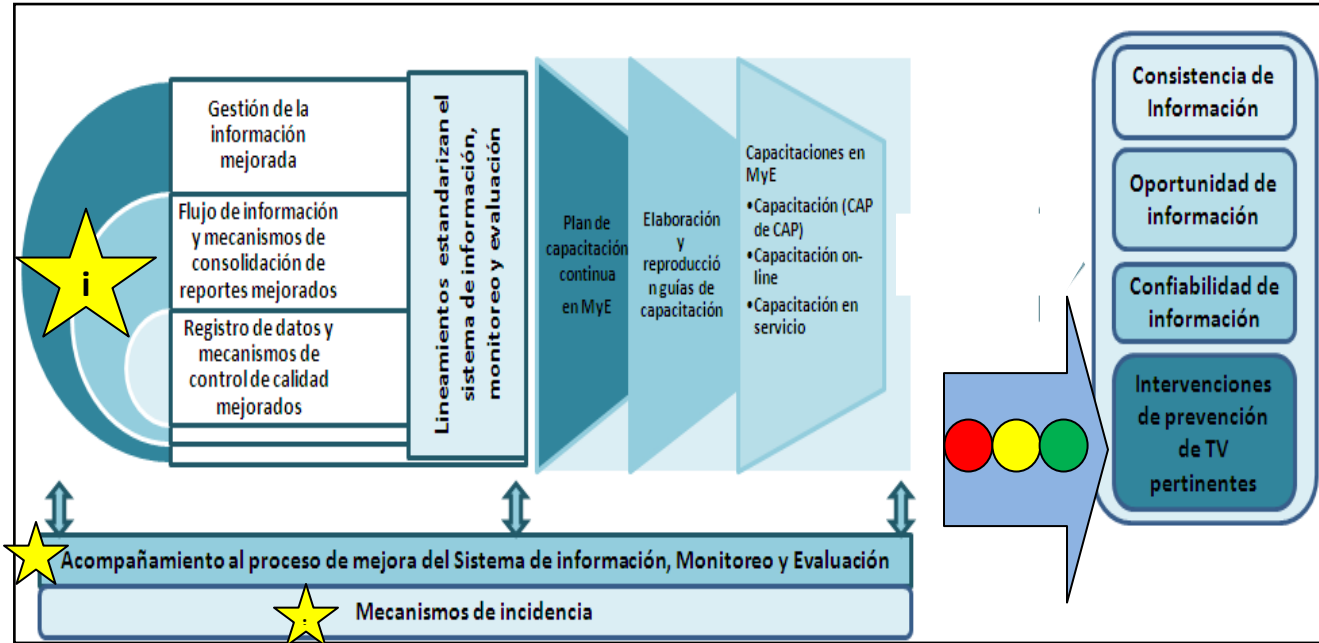 Gestión de la
información
mejorada
Flujo de información
y mecanismos de
consolidación de
reportes mejorados
Registro de datos y
mecanismos de
control de calidad
mejorados
i
Lineamientos estandarizan el
sistema de información,
monitoreo y evaluación
Plan de
capacitación
continua
en MyE
Elaboración
y
reproducció
n guías de
capacitación
Capacitaciones en
MyE
•Capacitación (CAP
de CAP)
•Capacitación on-
line
•Capacitación en
servicio
Consistencia de
Información
Oportunidad de
información
Confiabilidad de
información
Intervenciones
de prevención
de TV
pertinentes
Acompañamiento al proceso de mejora del Sistema de información, Monitoreo y Evaluación
Mecanismos de incidencia